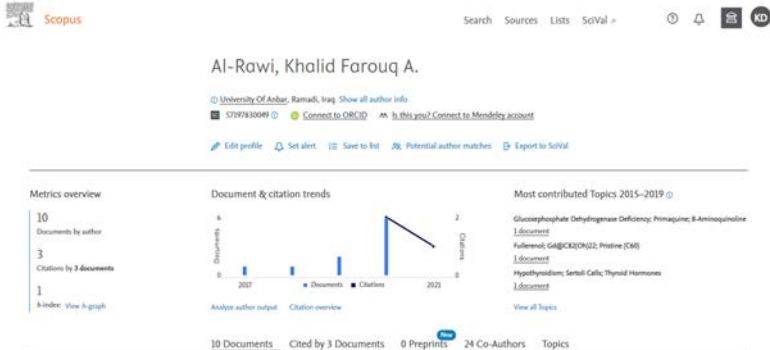 Scopus
Search Sources Lists SciVal ↗
KD
Al-Rawi, Khalid Farouq A.
University Of Anbar, Ramadi, Iraq Show all author info
57197830049
Connect to ORCID
Is this you? Connect to Mendeley account
Edit profile Set alert Save to list Potential author matches Export to SciVal
Metrics overview
10
Documents by author
3
Citations by 3 documents
1
h-index: View h-graph
Document & citation trends
6
0
Documents
2
0
Citations
2017
Documents Citations
2021
Analyze author output Citation overview
Most contributed Topics 2015–2019
Glucosephosphate Dehydrogenase Deficiency; Primaquine; 8-Aminoquinoline
1 document
Fullerenol; Gd@C82(Oh)22; Pristine (C60)
1 document
Hypothyroidism; Sertoli Cells; Thyroid Hormones
1 document
View all Topics
New
10 Documents Cited by 3 Documents 0 Preprints 24 Co-Authors Topics